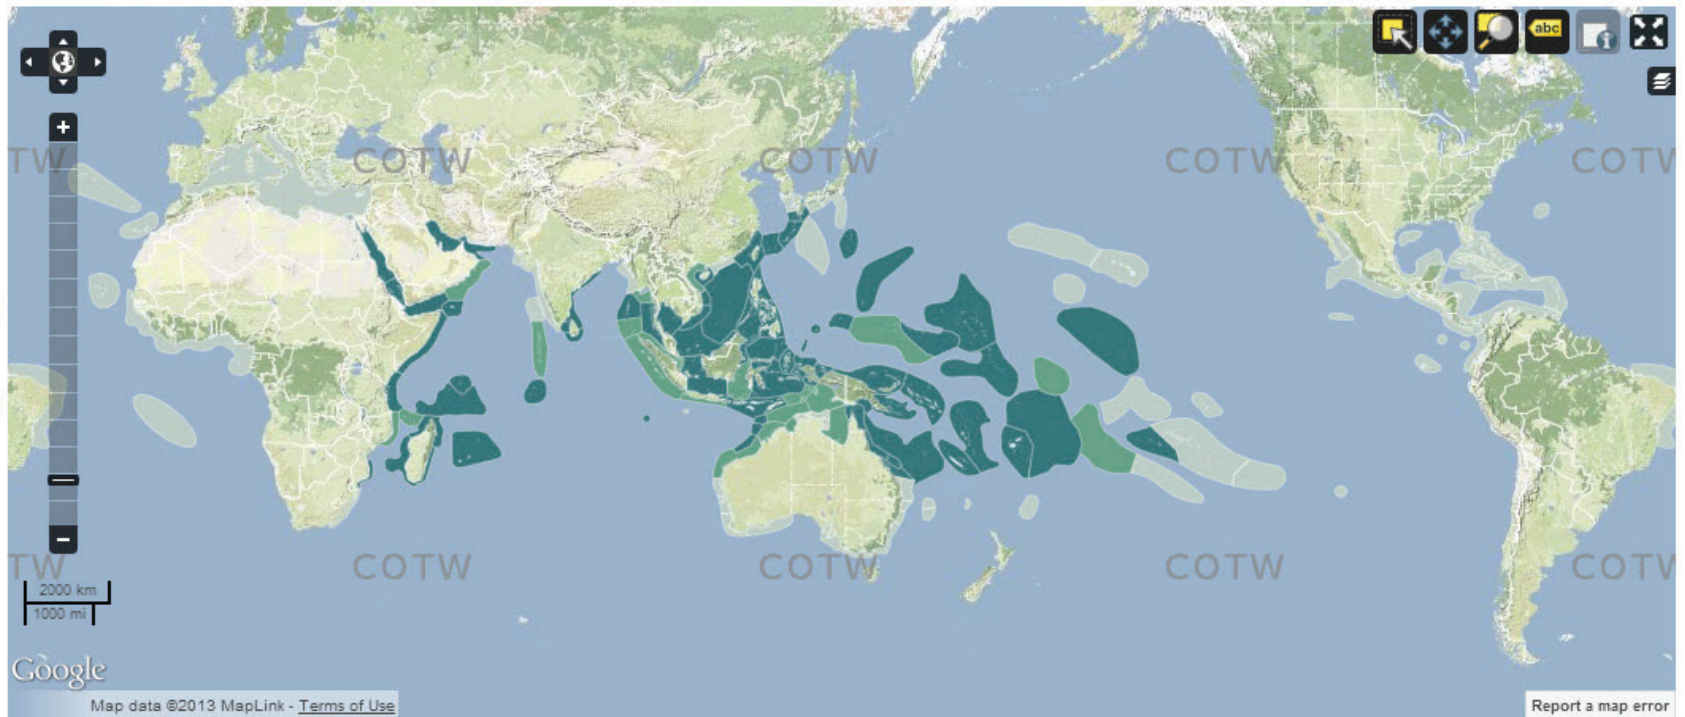 abc
TW COTW COTW COTW COTW
TW COTW COTW COTW COTW
2000 km
1000 mi
Google
Map data ©2013 MapLink - Terms of Use
Report a map error